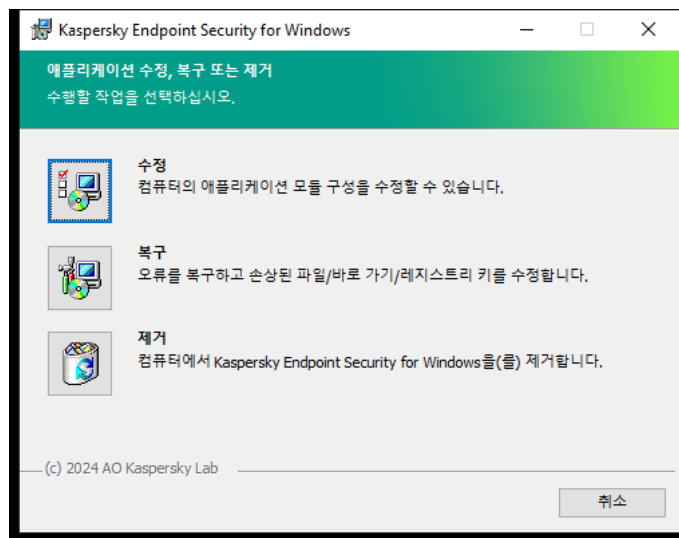 Kaspersky Endpoint Security for Windows
애플리케이션 수정, 복구 또는 제거
수행할 작업을 선택하십시오.
수정
컴퓨터의 애플리케이션 모듈 구성을 수정할 수 있습니다.
복구
오류를 복구하고 손상된 파일/바로 가기/레지스트리 키를 수정합니다.
제거
컴퓨터에서 Kaspersky Endpoint Security for Windows을(를) 제거합니다.
(c) 2024 AO Kaspersky Lab
취소